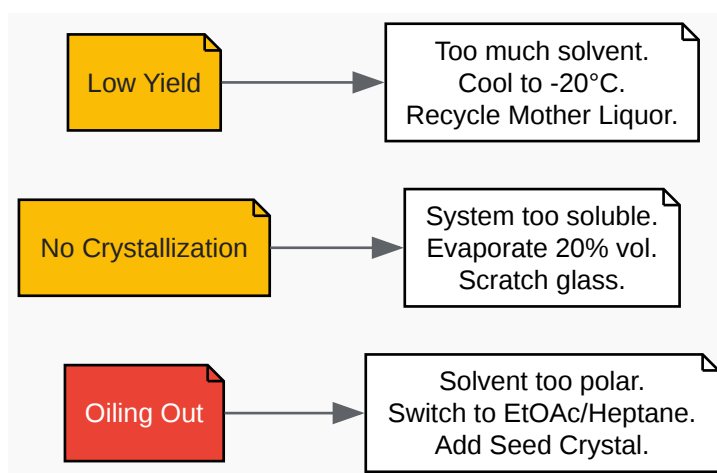 Low Yield
Too much solvent.
Cool to -20°C.
Recycle Mother Liquor.
No Crystallization
System too soluble.
Evaporate 20% vol.
Scratch glass.
Oiling Out
Solvent too polar.
Switch to EtOAc/Heptane.
Add Seed Crystal.